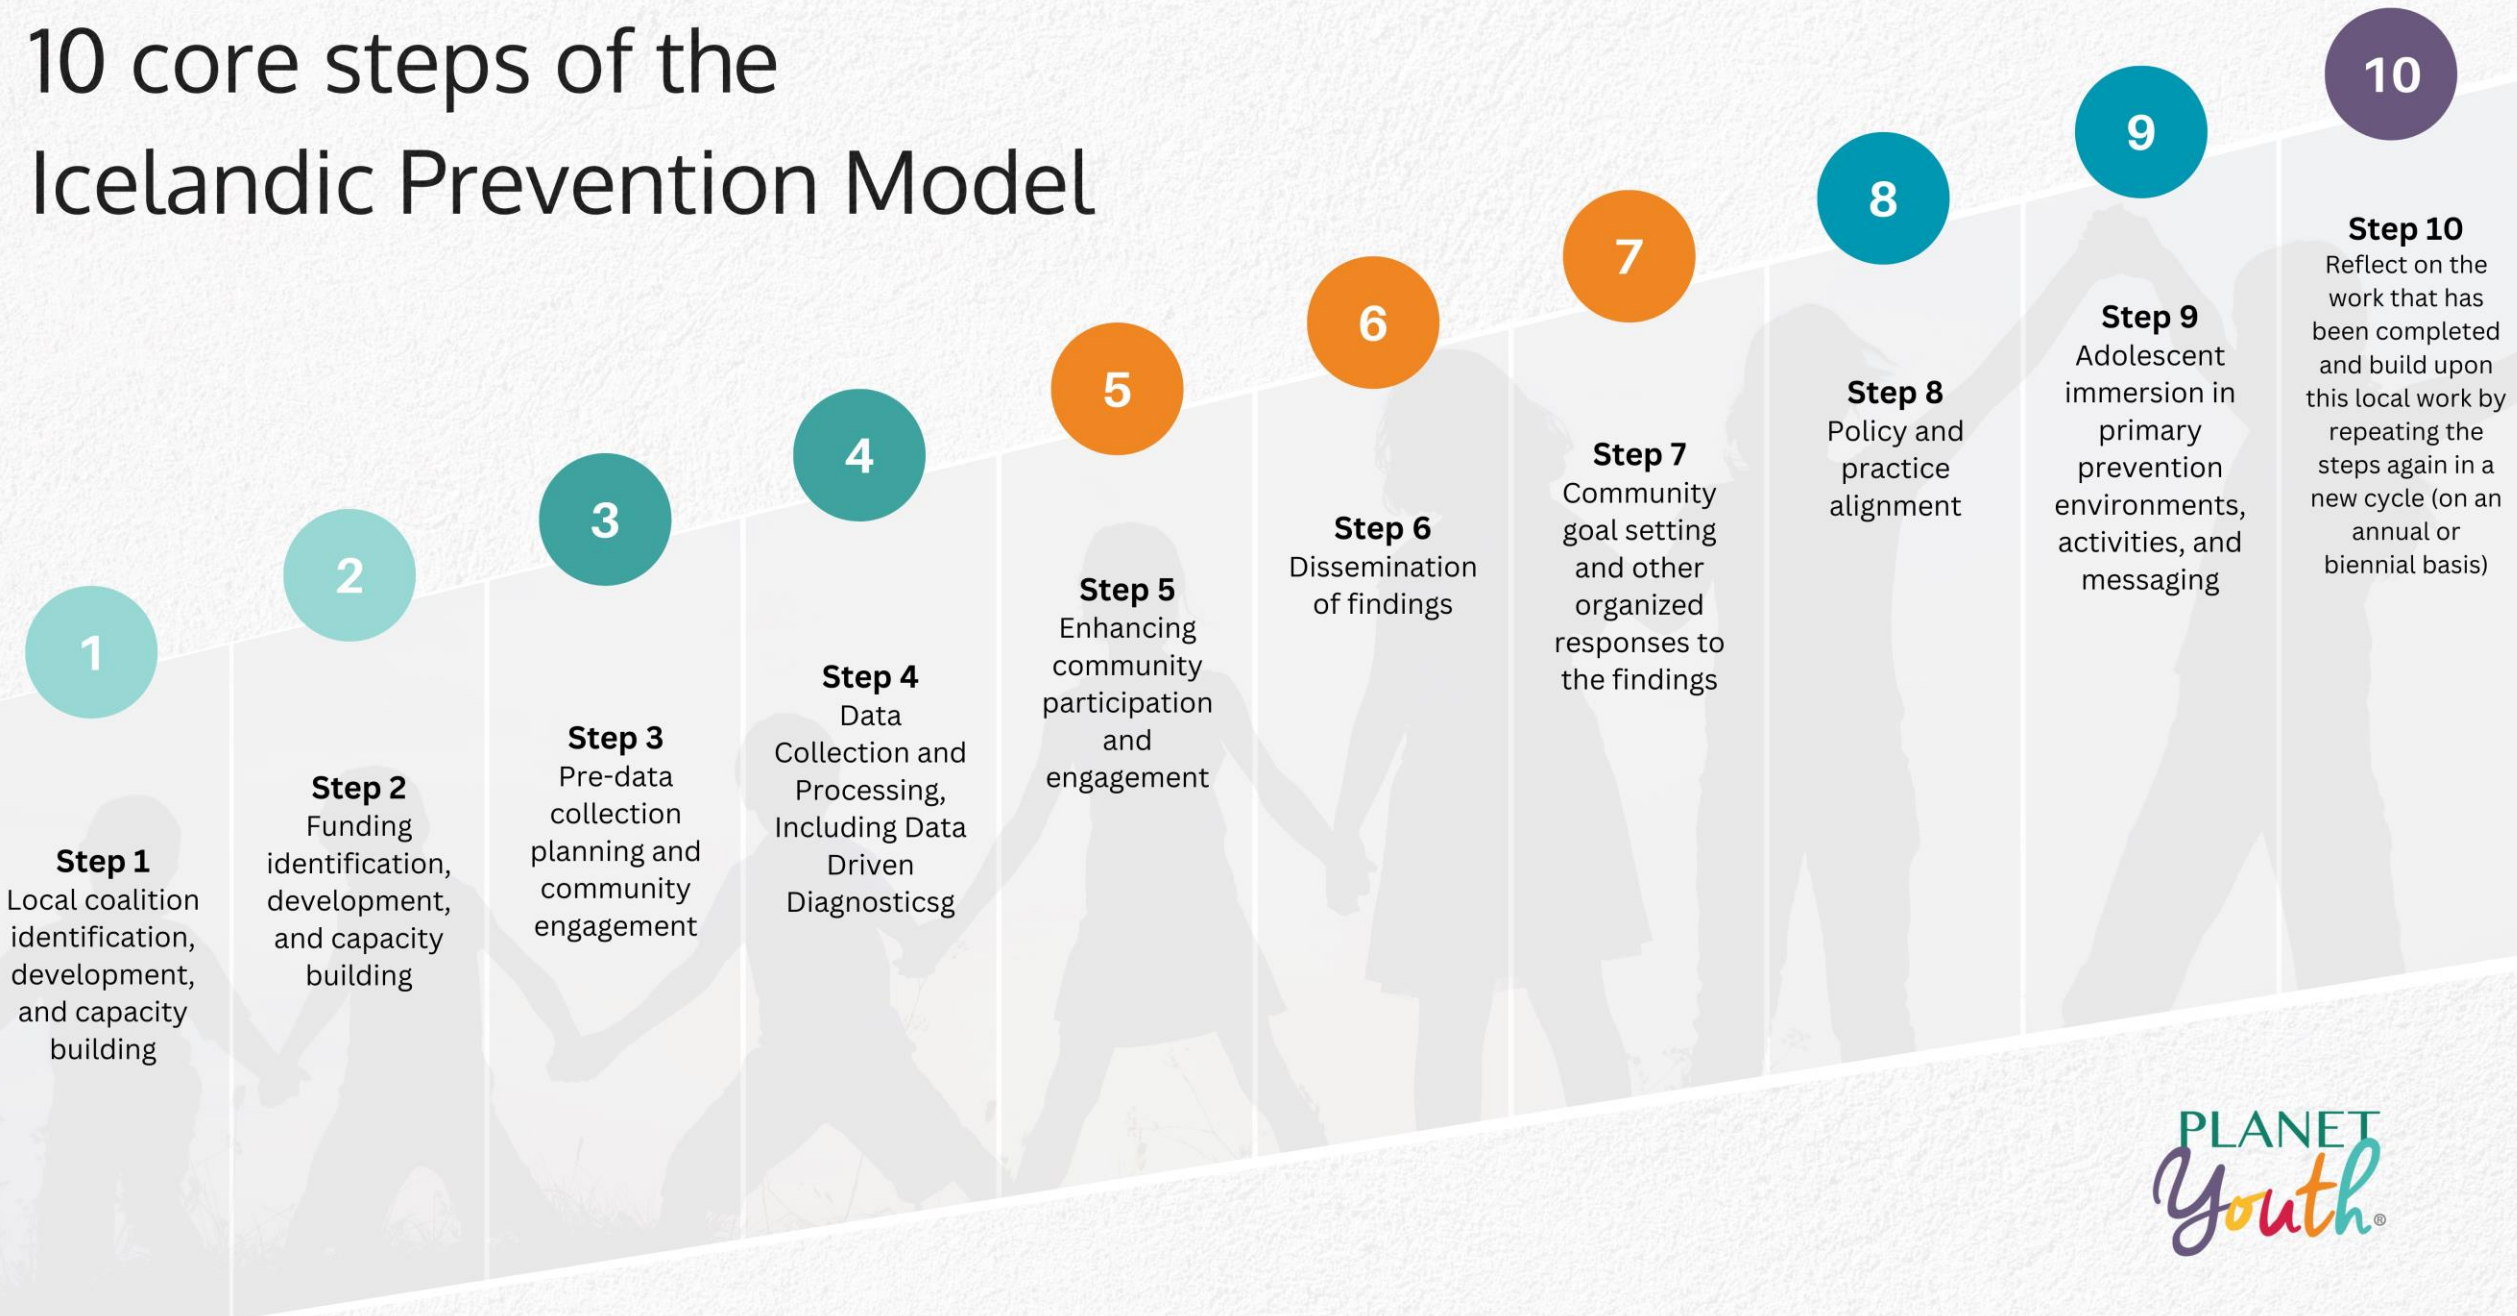 10 core steps of the
Icelandic Prevention Model
1
Step 1
Local coalition
identification,
development,
and capacity
building
2
Step 2
Funding
identification,
development,
and capacity
building
3
Step 3
Pre-data
collection
planning and
community
engagement
4
Step 4
Data
Collection and
Processing,
Including Data
Driven
Diagnosticsg
5
Step 5
Enhancing
community
participation
and
engagement
6
Step 6
Dissemination
of findings
7
Step 7
Community
goal setting
and other
organized
responses to
the findings
8
Step 8
Policy and
practice
alignment
9
Step 9
Adolescent
immersion in
primary
prevention
environments,
activities, and
messaging
10
Step 10
Reflect on the
work that has
been completed
and build upon
this local work by
repeating the
steps again in a
new cycle (on an
annual or
biennial basis)
PLANET
Youth®